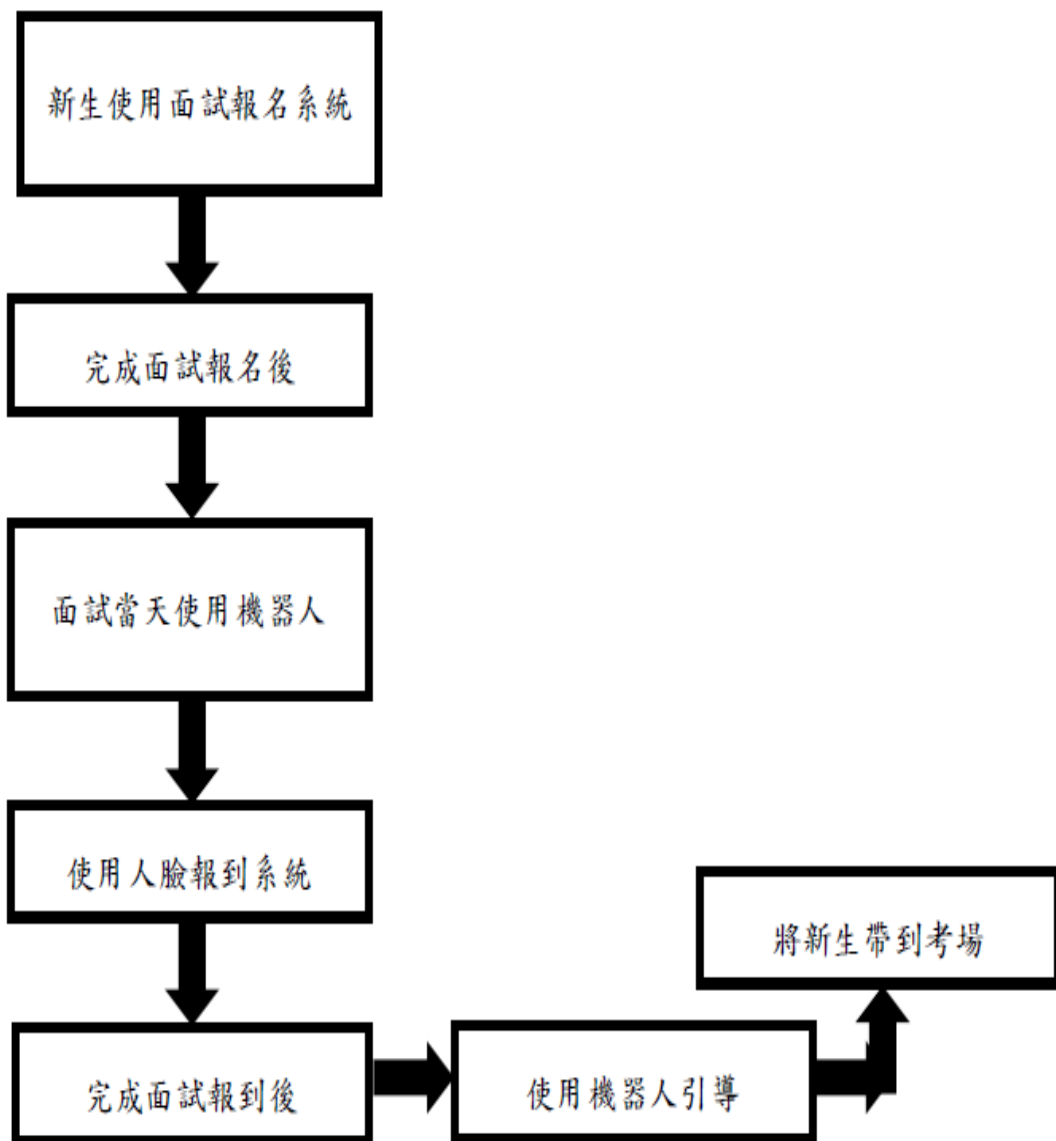 新生使用面試報名系統
完成面試報名後
面試當天使用機器人
使用人臉報到系統
完成面試報到後
使用機器人引導
將新生帶到考場